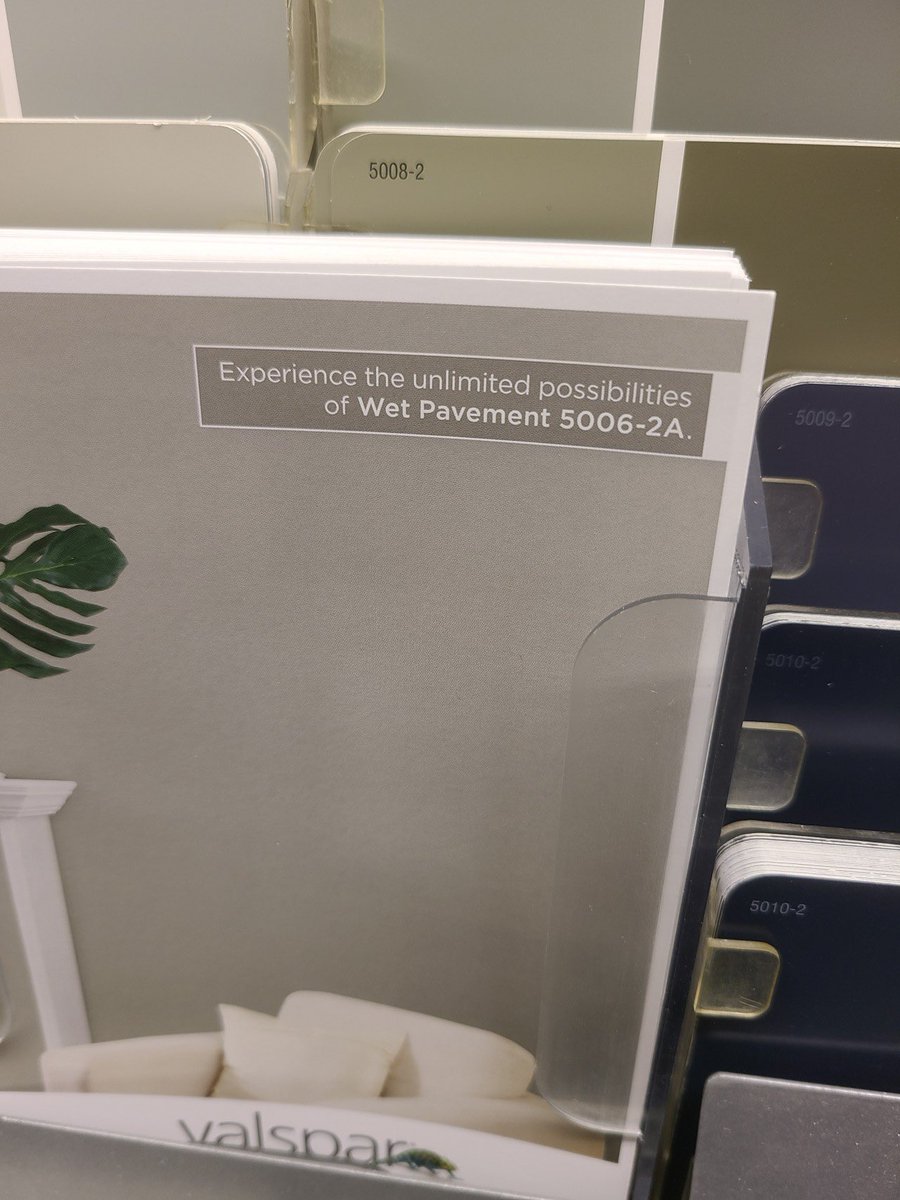 5008-2
Experience the unlimited possibilities
of Wet Pavement 5006-2A.
5009-2
5010-2
5010-2
valspar